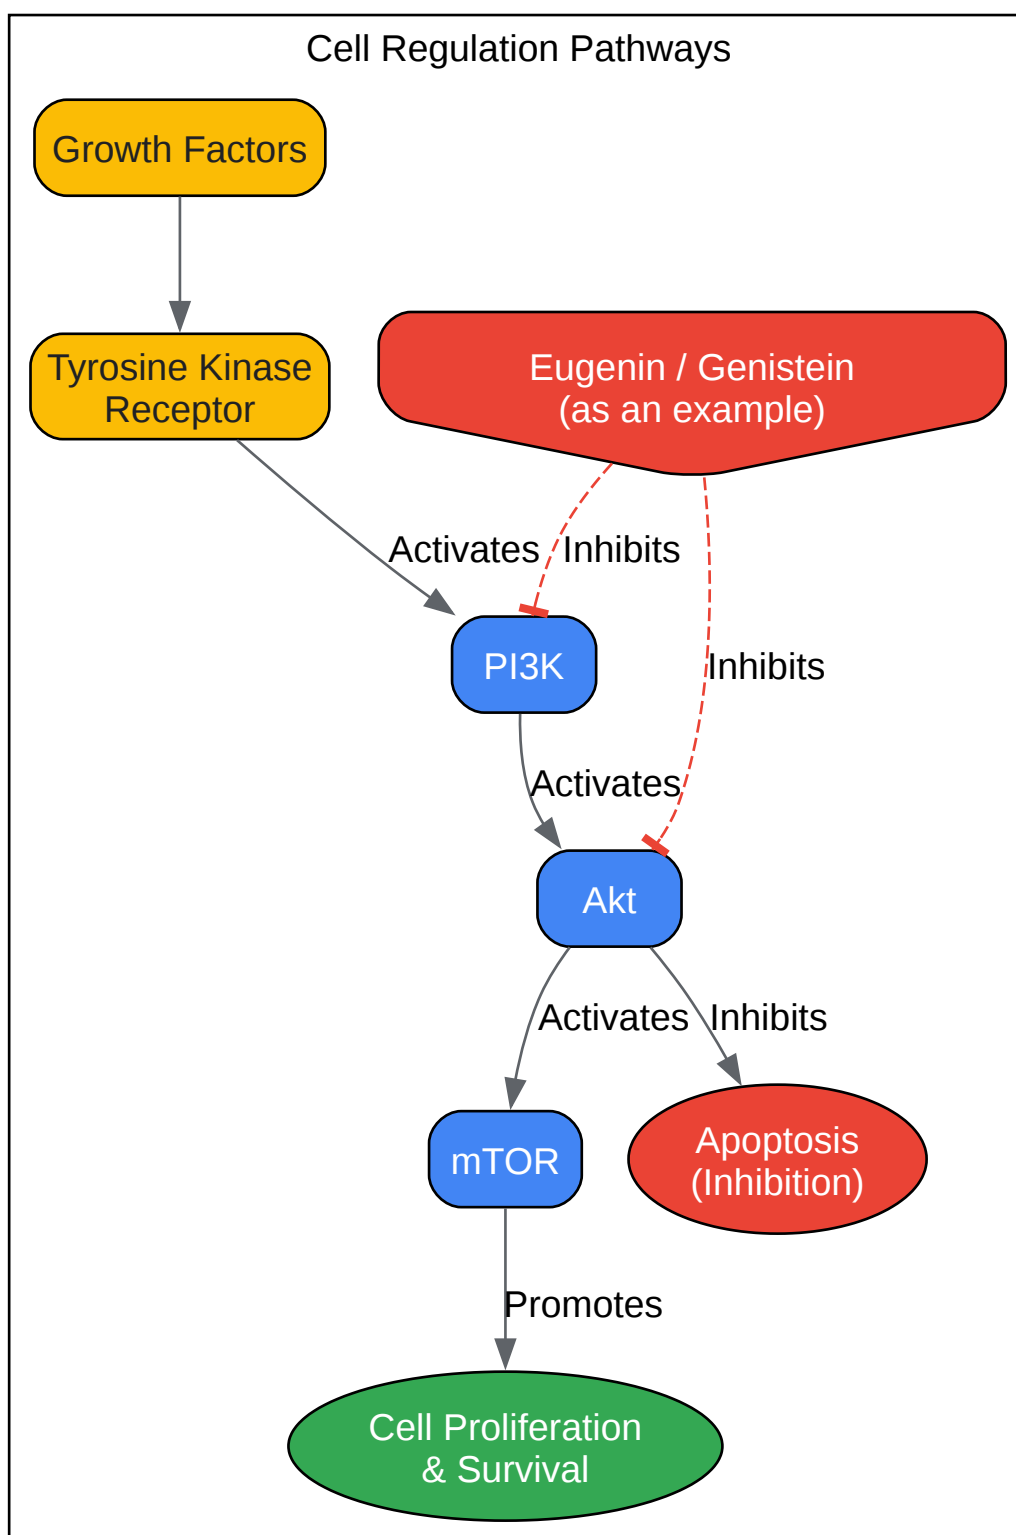 Cell Regulation Pathways
Growth Factors
Tyrosine Kinase
Receptor
Eugenin / Genistein
(as an example)
Activates
Inhibits
PI3K
Inhibits
Activates
Akt
Activates
Inhibits
mTOR
Apoptosis
(Inhibition)
Promotes
Cell Proliferation
& Survival